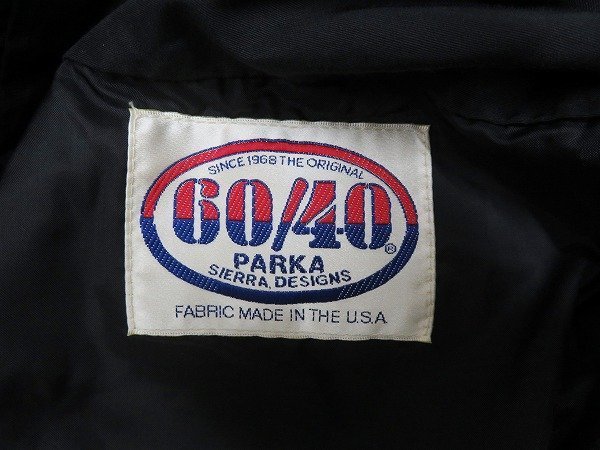 SINCE 1968 THE ORIGINAL
60/40®
PARKA
SIERRA DESIGNS
FABRIC MADE IN THE U.S.A